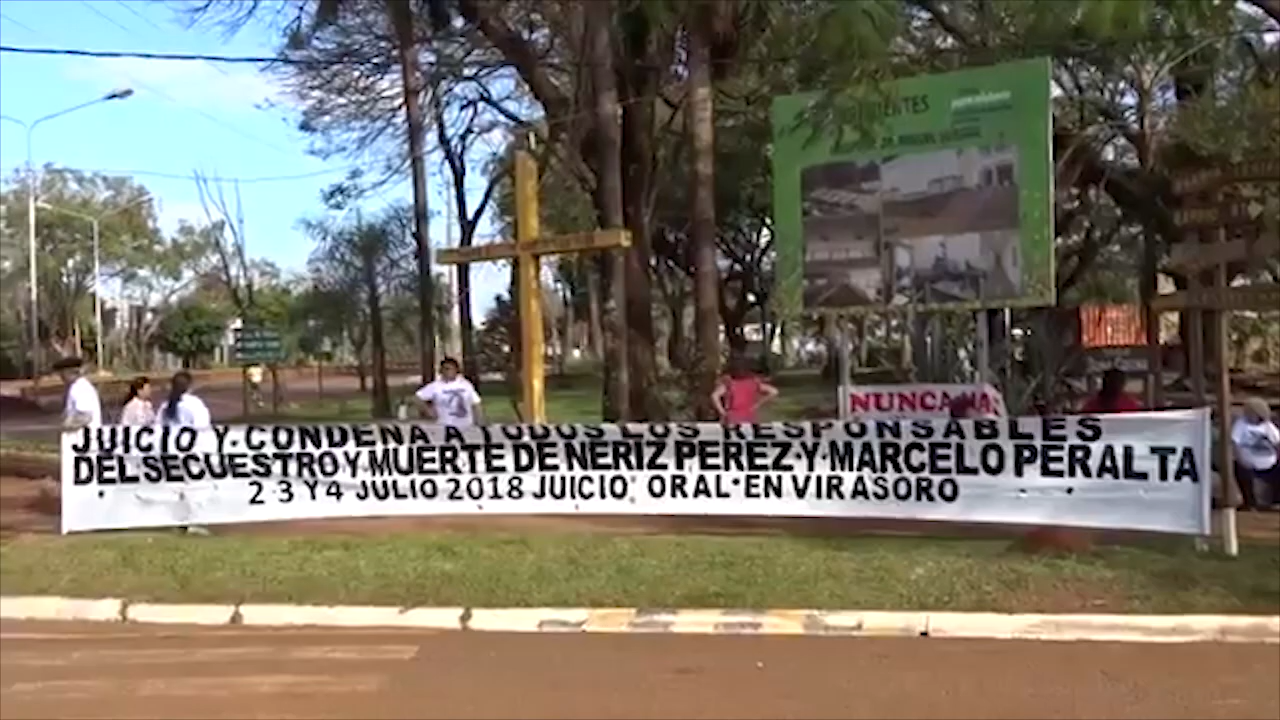 NUNCA MAS
JUICIO Y CONDENA A TODOS LOS RESPONSABLES
DEL SECUESTRO Y MUERTE DE NERIZ PEREZ Y MARCELO PERALTA
2 3 Y 4 JULIO 2018 JUICIO ORAL EN VIRASORO